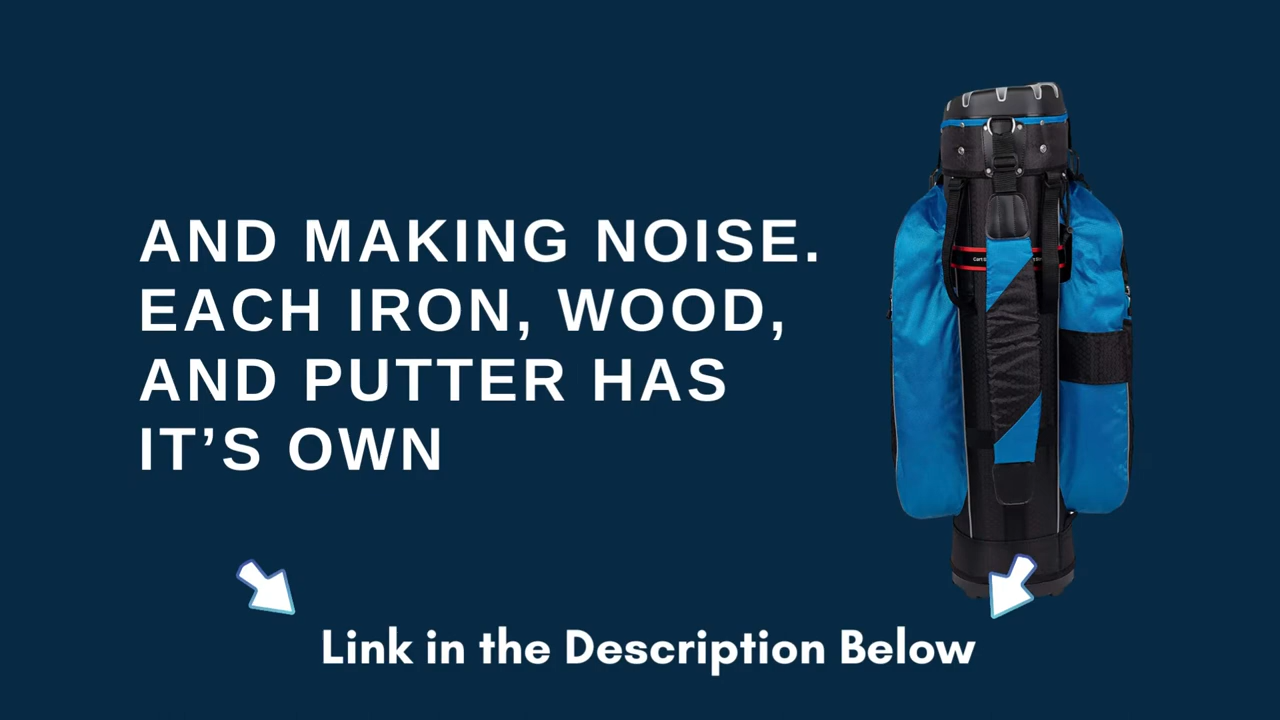 AND MAKING NOISE.
EACH IRON, WOOD,
AND PUTTER HAS
IT’S OWN
Link in the Description Below